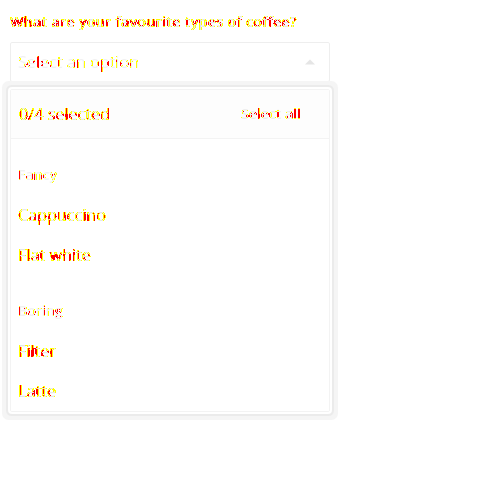 What are your favourite types of coffee?
Select an option
0/4 selected Select all
Fancy
Cappuccino
Flat white
Boring
Filter
Latte